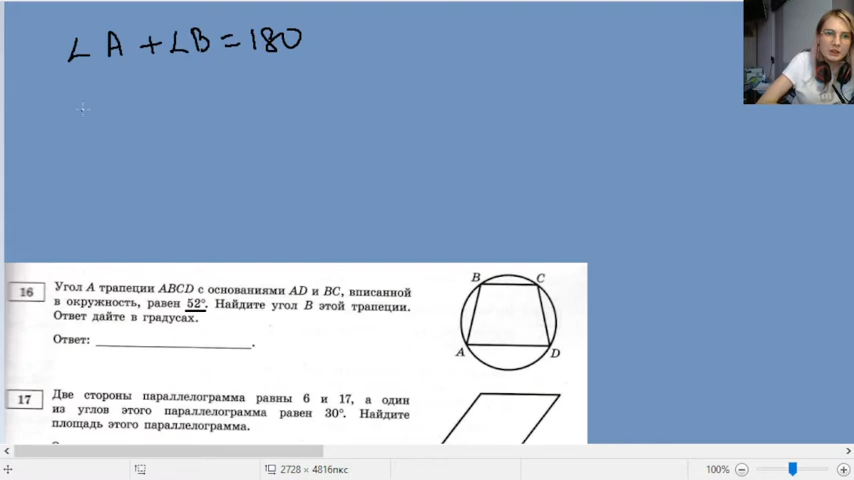 ∠A + ∠B = 180
16
Угол A трапеции ABCD с основаниями AD и BC, вписанной
в окружность, равен 52°. Найдите угол B этой трапеции.
Ответ дайте в градусах.
Ответ: ____________________.
B
C
A
D
17
Две стороны параллелограмма равны 6 и 17, а один
из углов этого параллелограмма равен 30°. Найдите
площадь этого параллелограмма.
2728 × 4816пкс
100%